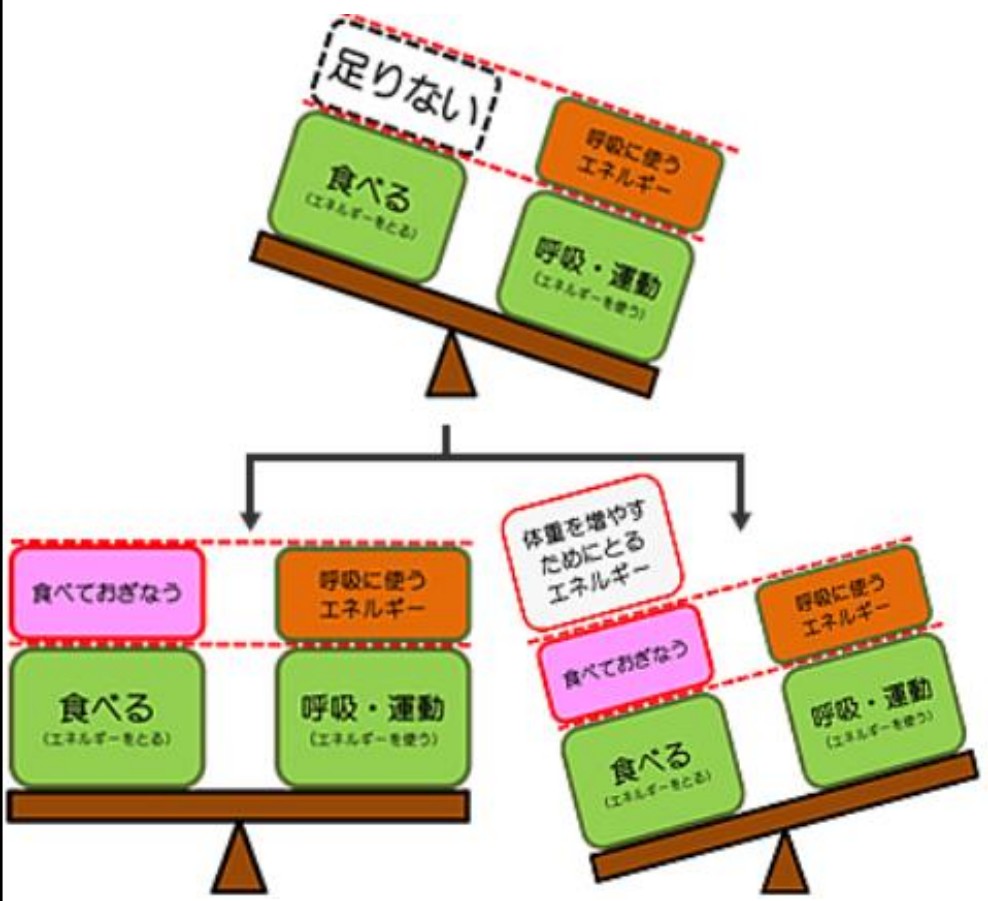 足りない
呼吸に使う
エネルギー
食べる
(エネルギーをとる)
呼吸・運動
(エネルギーを使う)
食べておぎなう
呼吸に使う
エネルギー
食べる
(エネルギーをとる)
呼吸・運動
(エネルギーを使う)
体重を増やす
ためにとる
エネルギー
食べておぎなう
呼吸に使う
エネルギー
食べる
(エネルギーをとる)
呼吸・運動
(エネルギーを使う)